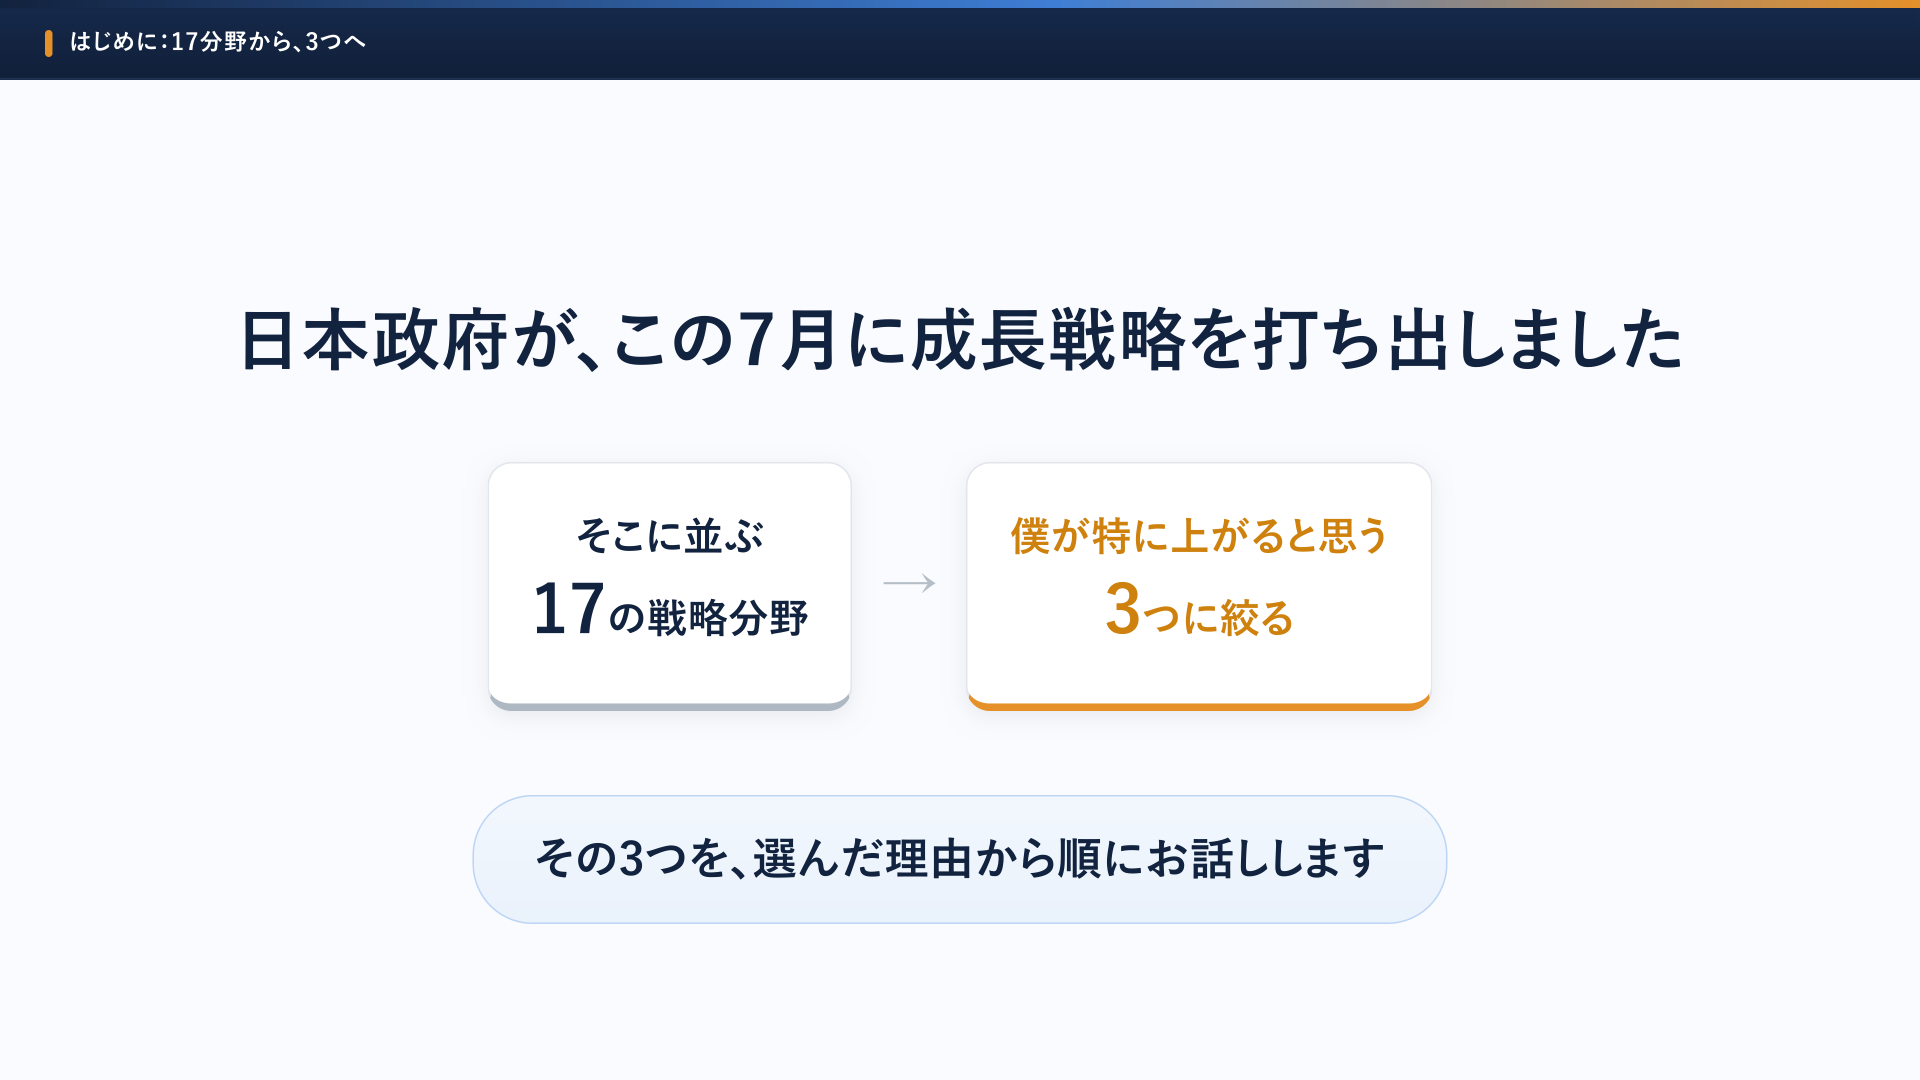 はじめに：17分野から、3つへ
日本政府が、この7月に成長戦略を打ち出しました
そこに並ぶ
17の戦略分野
→
僕が特に上がると思う
3つに絞る
その3つを、選んだ理由から順にお話しします